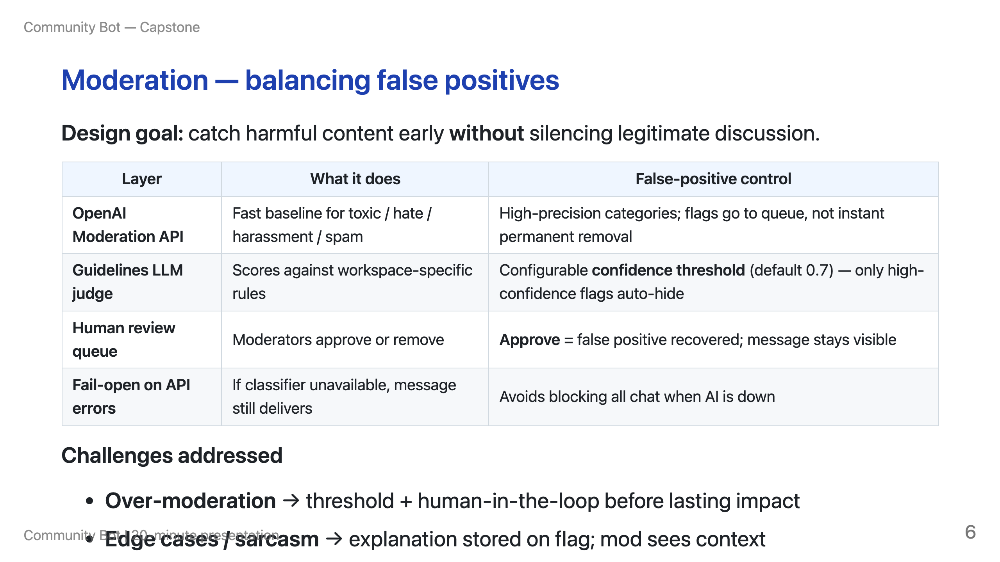 Community Bot — Capstone
Moderation — balancing false positives
Design goal: catch harmful content early without silencing legitimate discussion.
Layer
What it does
False-positive control
OpenAI
Moderation API
Fast baseline for toxic / hate /
harassment / spam
High-precision categories; flags go to queue, not instant
permanent removal
Guidelines LLM
judge
Scores against workspace-specific
rules
Configurable confidence threshold (default 0.7) — only high-
confidence flags auto-hide
Human review
queue
Moderators approve or remove
Approve = false positive recovered; message stays visible
Fail-open on API
errors
If classifier unavailable, message
still delivers
Avoids blocking all chat when AI is down
Challenges addressed
• Over-moderation → threshold + human-in-the-loop before lasting impact
• Edge cases / sarcasm → explanation stored on flag; mod sees context
Community Bot | 20-minute presentation
6